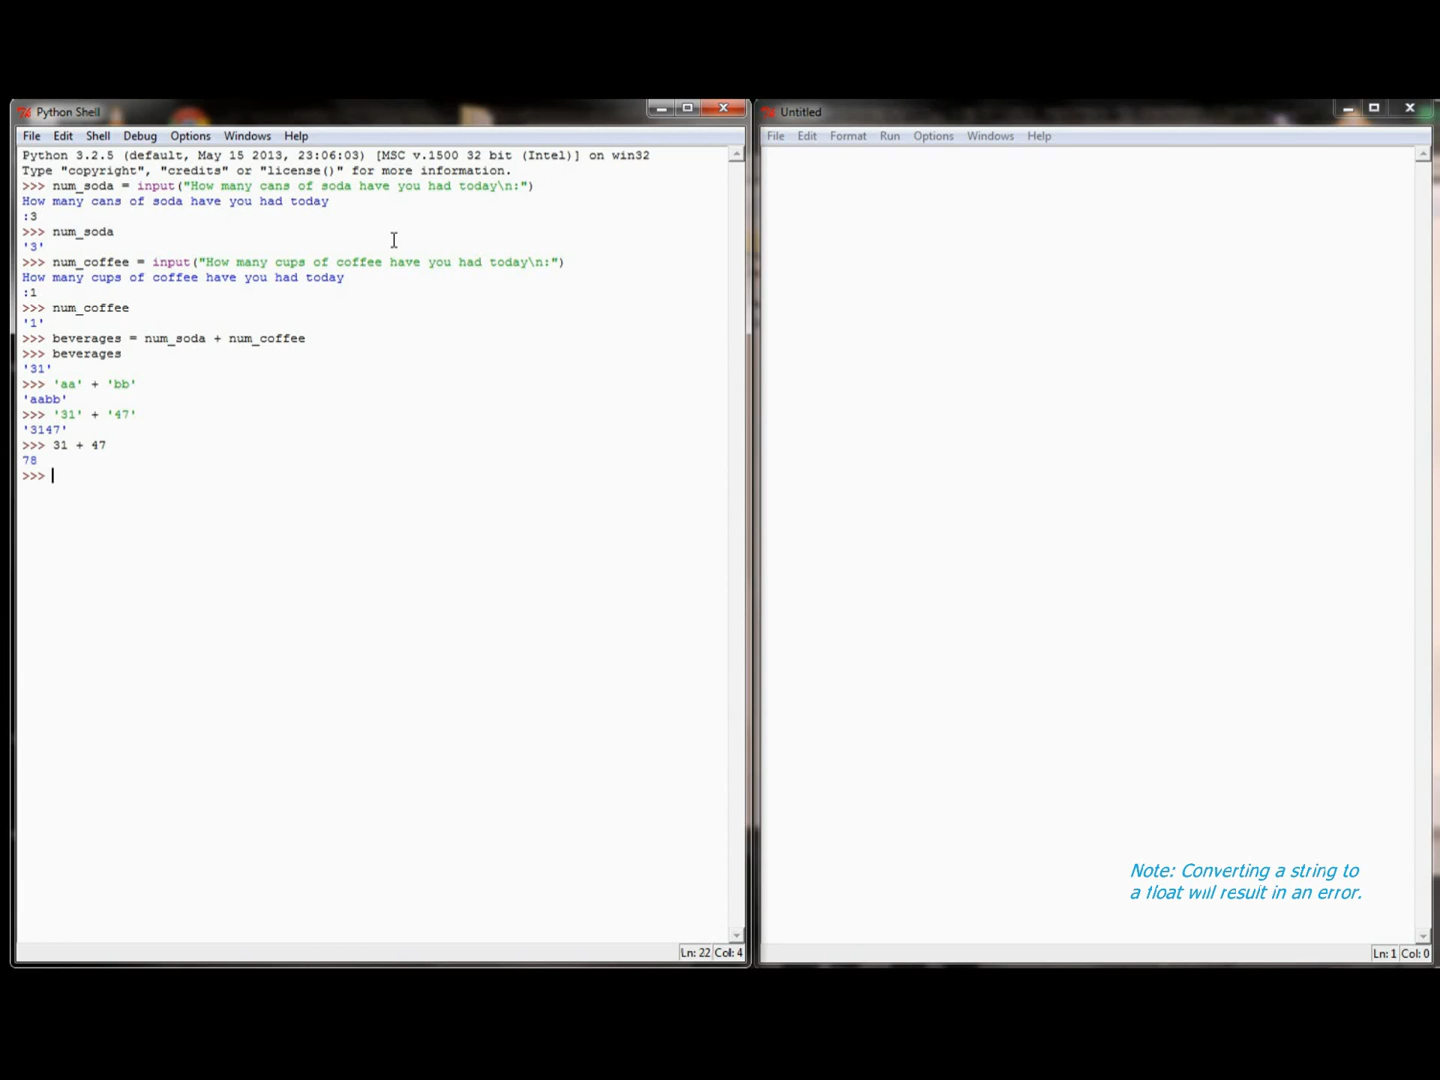 Python Shell
File Edit Shell Debug Options Windows Help
Python 3.2.5 (default, May 15 2013, 23:06:03) [MSC v.1500 32 bit (Intel)] on win32
Type "copyright", "credits" or "license()" for more information.
>>> num_soda = input("How many cans of soda have you had today\n:")
How many cans of soda have you had today
:3
>>> num_soda
'3'
>>> num_coffee = input("How many cups of coffee have you had today\n:")
How many cups of coffee have you had today
:1
>>> num_coffee
'1'
>>> beverages = num_soda + num_coffee
>>> beverages
'31'
>>> 'aa' + 'bb'
'aabb'
>>> '31' + '47'
'3147'
>>> 31 + 47
78
>>>
Ln: 22 Col: 4
Untitled
File Edit Format Run Options Windows Help
Note: Converting a string to
a float will result in an error.
Ln: 1 Col: 0